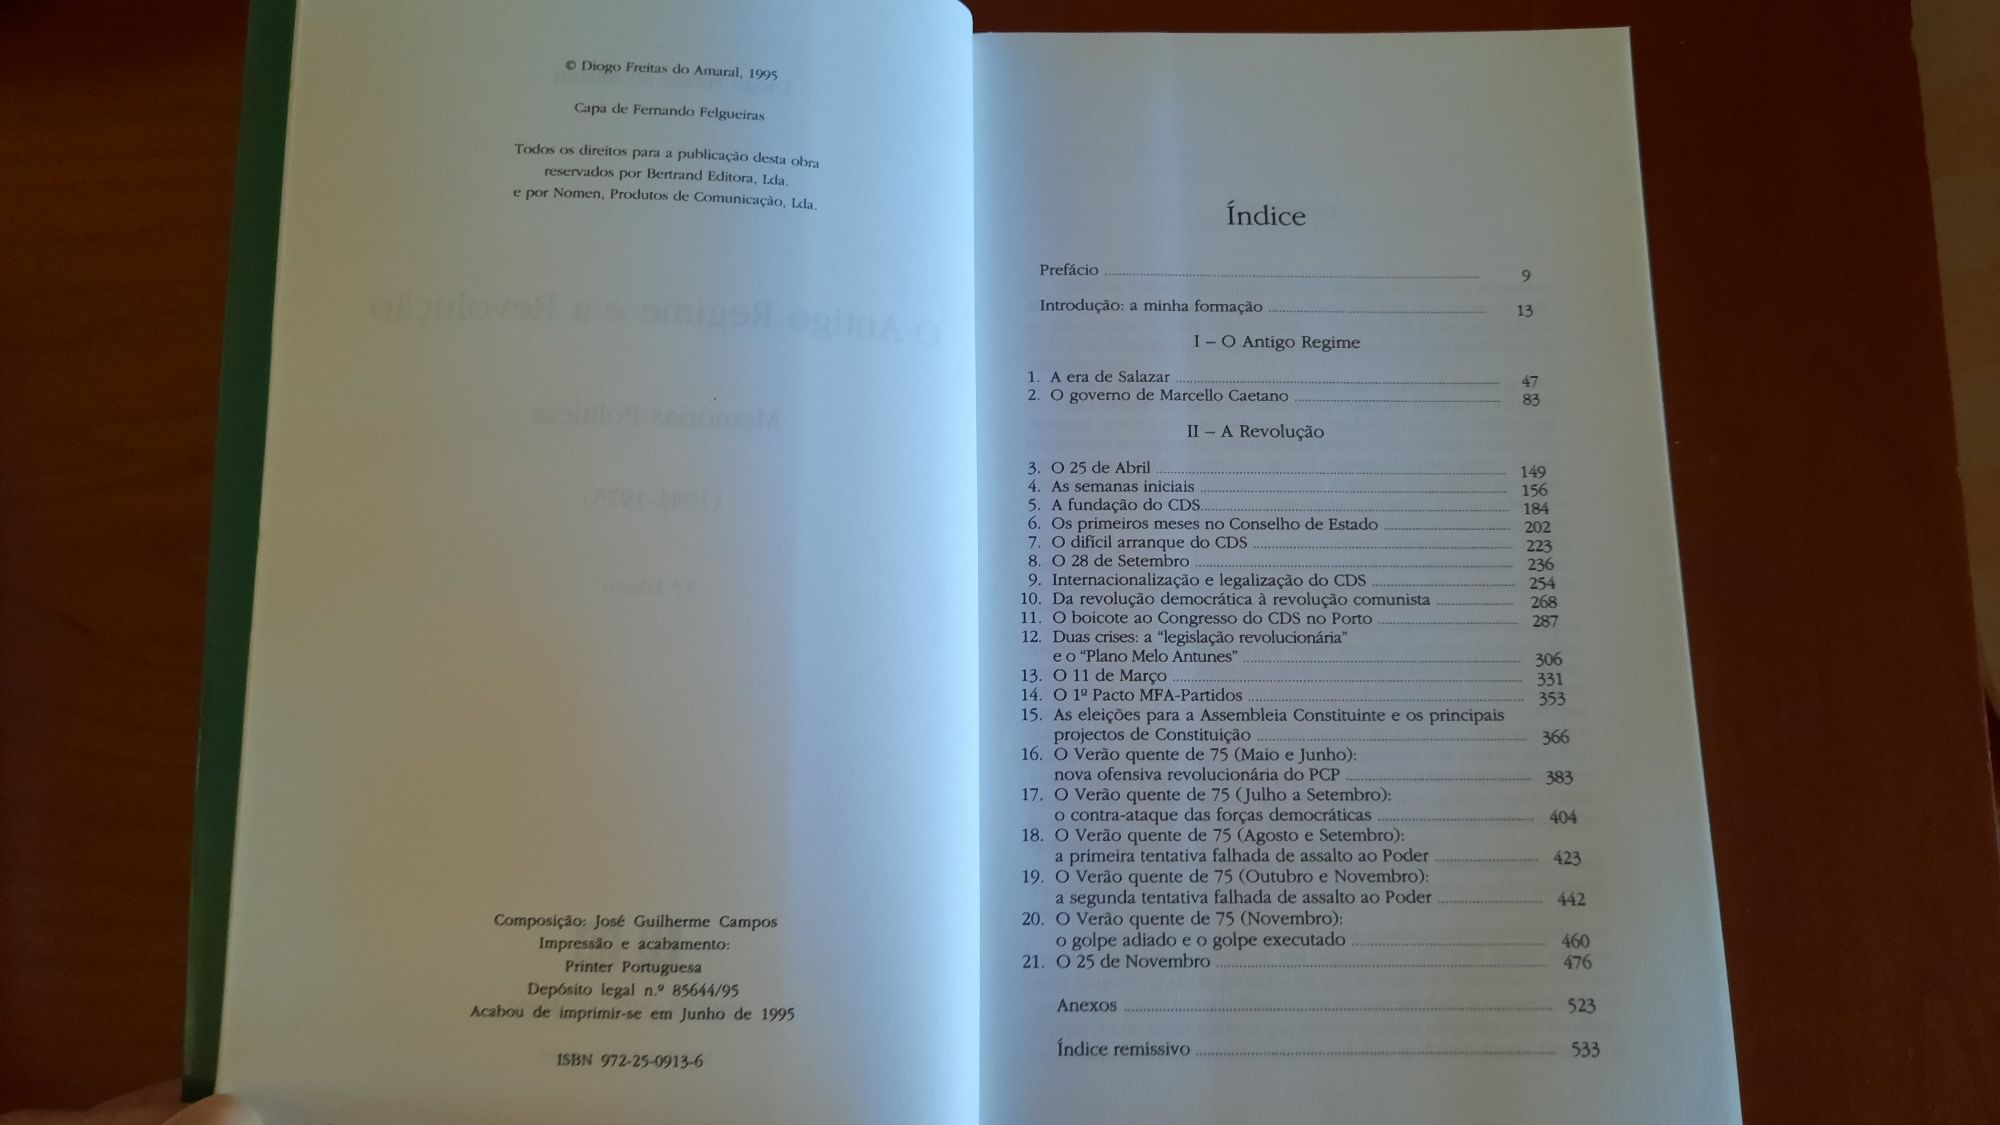 © Diogo Freitas do Amaral, 1995
Capa de Fernando Felgueiras
Todos os direitos para a publicação desta obra
reservados por Bertrand Editora, Lda.
e por Nomen, Produtos de Comunicação, Lda.
O Antigo Regime e a Revolução
Memórias Políticas
(1941-1975)
Edição
Composição: José Guilherme Campos
Impressão e acabamento:
Printer Portuguesa
Depósito legal n.º 85644/95
Acabou de imprimir-se em Junho de 1995
ISBN 972-25-0913-6
Índice
Prefácio 9
Introdução: a minha formação 13
I – O Antigo Regime
1. A era de Salazar 47
2. O governo de Marcello Caetano 83
II – A Revolução
3. O 25 de Abril 149
4. As semanas iniciais 156
5. A fundação do CDS 184
6. Os primeiros meses no Conselho de Estado 202
7. O difícil arranque do CDS 223
8. O 28 de Setembro 236
9. Internacionalização e legalização do CDS 254
10. Da revolução democrática à revolução comunista 268
11. O boicote ao Congresso do CDS no Porto 287
12. Duas crises: a “legislação revolucionária”
e o “Plano Melo Antunes” 306
13. O 11 de Março 331
14. O 1º Pacto MFA-Partidos 353
15. As eleições para a Assembleia Constituinte e os principais
projectos de Constituição 366
16. O Verão quente de 75 (Maio e Junho):
nova ofensiva revolucionária do PCP 383
17. O Verão quente de 75 (Julho a Setembro):
o contra-ataque das forças democráticas 404
18. O Verão quente de 75 (Agosto e Setembro):
a primeira tentativa falhada de assalto ao Poder 423
19. O Verão quente de 75 (Outubro e Novembro):
a segunda tentativa falhada de assalto ao Poder 442
20. O Verão quente de 75 (Novembro):
o golpe adiado e o golpe executado 460
21. O 25 de Novembro 476
Anexos 523
Índice remissivo 533